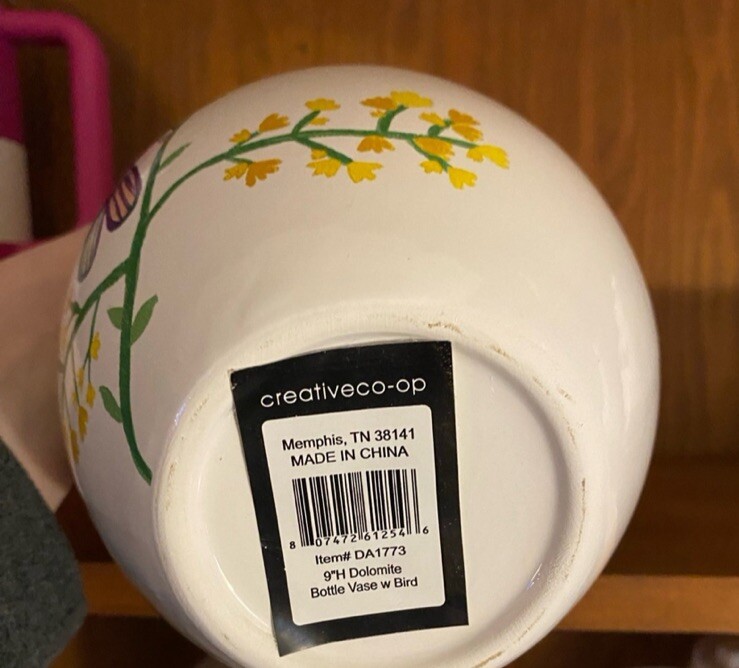 creativeco-op
Memphis, TN 38141
MADE IN CHINA
8 07472 61254 6
Item# DA1773
9"H Dolomite
Bottle Vase w Bird